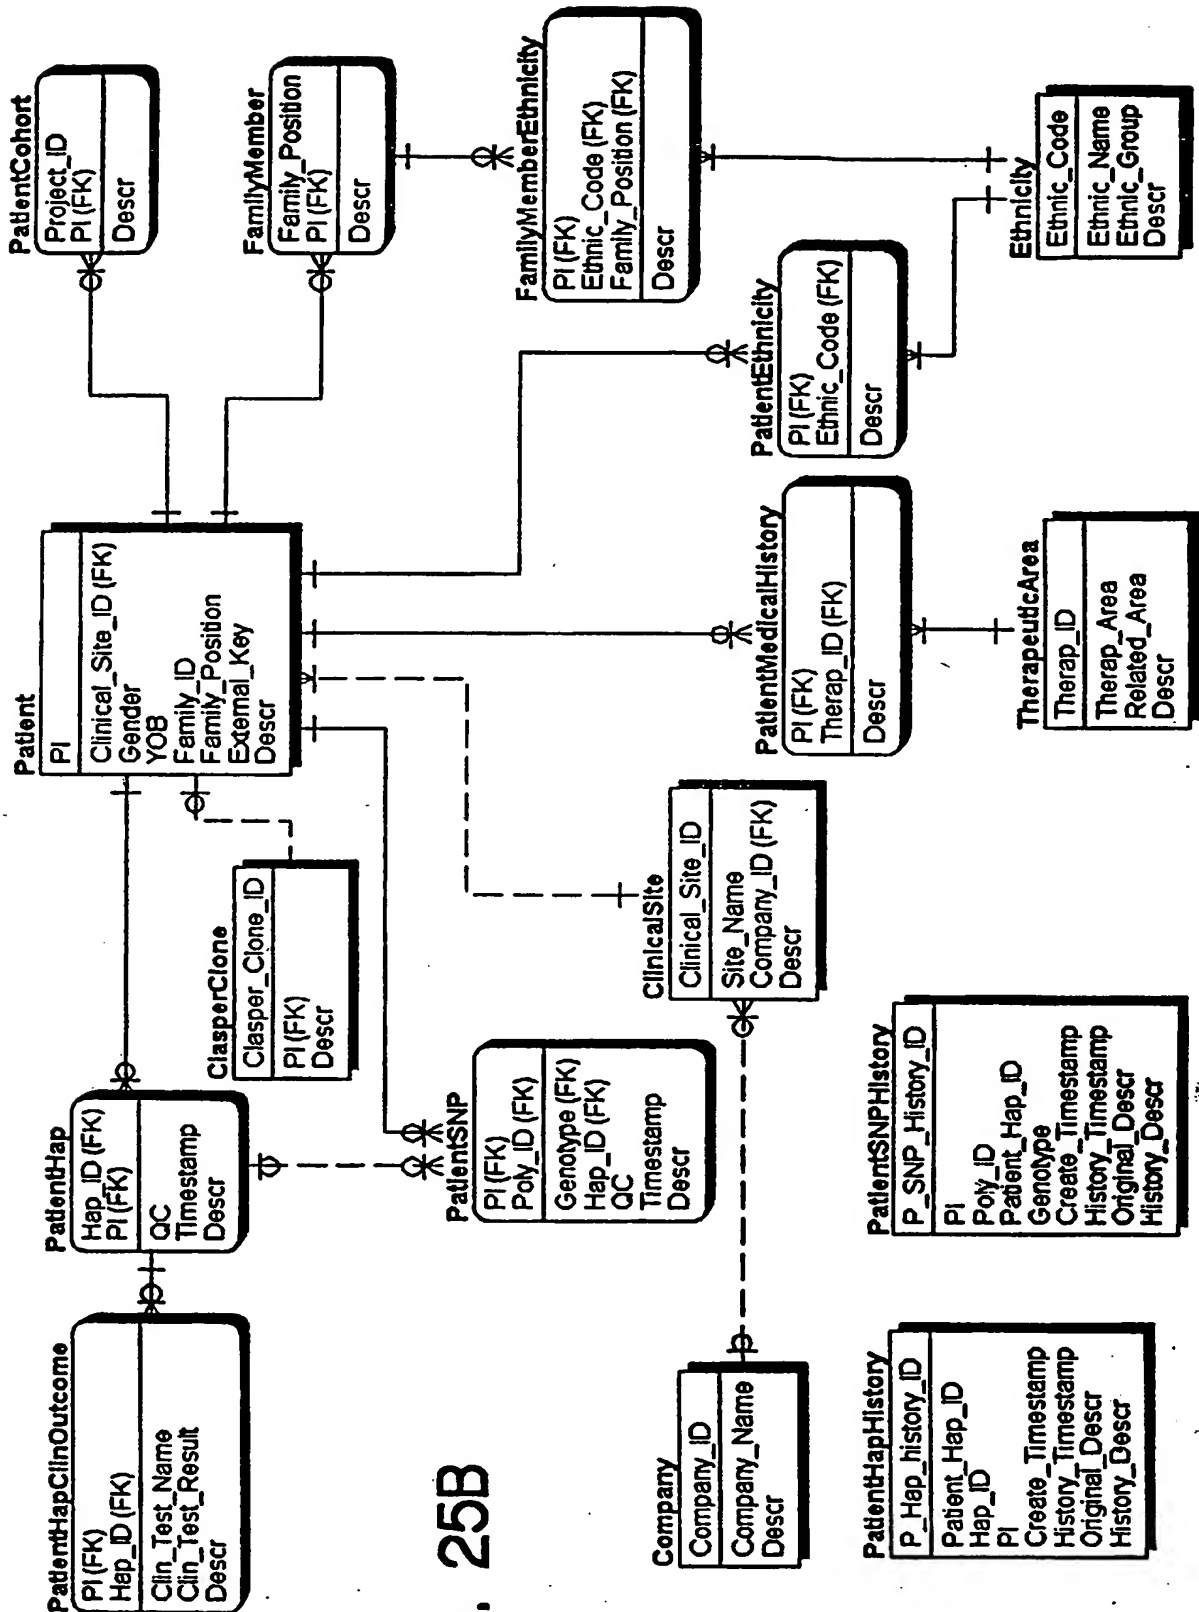 PatientCohort
Project_ID
PI (FK)
Descr
FamilyMember
Family_Position
PI (FK)
Descr
FamilyMemberEthnicity
PI (FK)
Ethnic_Code (FK)
Family_Position (FK)
Descr
Ethnicity
Ethnic_Code
Ethnic_Name
Ethnic_Group
Descr
PatientEthnicity
PI (FK)
Ethnic_Code (FK)
Descr
Patient
PI
Clinical_Site_ID (FK)
Gender
YOB
Family_ID
Family_Position
External_Key
Descr
PatientMedicalHistory
PI (FK)
Therap_ID (FK)
Descr
TherapeuticArea
Therap_ID
Therap_Area
Related_Area
Descr
ClasperClone
Clasper_Clone_ID
PI (FK)
Descr
ClinicalSite
Clinical_Site_ID
Site_Name
Company_ID (FK)
Descr
PatientHap
Hap_ID (FK)
PI (FK)
QC
Timestamp
Descr
PatientSNP
PI (FK)
Poly_ID (FK)
Genotype (FK)
Hap_ID (FK)
QC
Timestamp
Descr
PatientSNPHistory
P_SNP_History_ID
PI
Poly_ID
Patient_Hap_ID
Genotype
Create_Timestamp
History_Timestamp
Original_Descr
History_Descr
PatientHapClinOutcome
PI (FK)
Hap_ID (FK)
Clin_Test_Name
Clin_Test_Result
Descr
Company
Company_ID
Company_Name
Descr
PatientHapHistory
P_Hap_history_ID
Patient_Hap_ID
Hap_ID
PI
Create_Timestamp
History_Timestamp
Original_Descr
History_Descr
. 25B